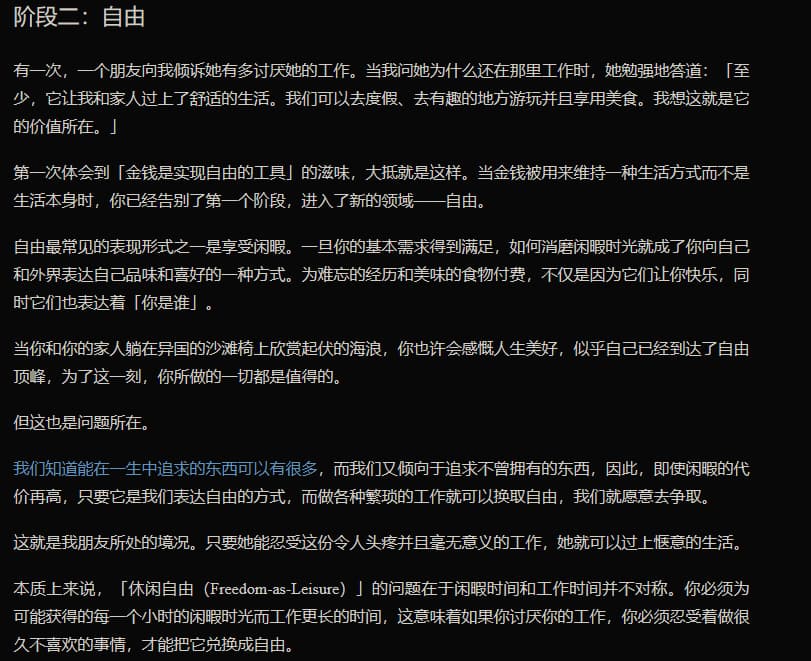 阶段二：自由
有一次，一个朋友向我倾诉她有多讨厌她的工作。当我问她为什么还在那里工作时，她勉强地答道：「至
少，它让我和家人过上了舒适的生活。我们可以去度假、去有趣的地方游玩并且享用美食。我想这就是它
的价值所在。」
第一次体会到「金钱是实现自由的工具」的滋味，大抵就是这样。当金钱被用来维持一种生活方式而不是
生活本身时，你已经告别了第一个阶段，进入了新的领域——自由。
自由最常见的表现形式之一是享受闲暇。一旦你的基本需求得到满足，如何消磨闲暇时光就成了你向自己
和外界表达自己品味和喜好的一种方式。为难忘的经历和美味的食物付费，不仅是因为它们让你快乐，同
时它们也表达着「你是谁」。
当你和你的家人躺在异国的沙滩椅上欣赏起伏的海浪，你也许会感慨人生美好，似乎自己已经到达了自由
顶峰，为了这一刻，你所做的一切都是值得的。
但这也是问题所在。
我们知道能在一生中追求的东西可以有很多，而我们又倾向于追求不曾拥有的东西，因此，即使闲暇的代
价再高，只要它是我们表达自由的方式，而做各种繁琐的工作就可以换取自由，我们就愿意去争取。
这就是我朋友所处的境况。只要她能忍受这份令人头疼并且毫无意义的工作，她就可以过上惬意的生活。
本质上来说，「休闲自由（Freedom-as-Leisure）」的问题在于闲暇时间和工作时间并不对称。你必须为
可能获得的每一个小时的闲暇时光而工作更长的时间，这意味着如果你讨厌你的工作，你必须忍受着做很
久不喜欢的事情，才能把它兑换成自由。